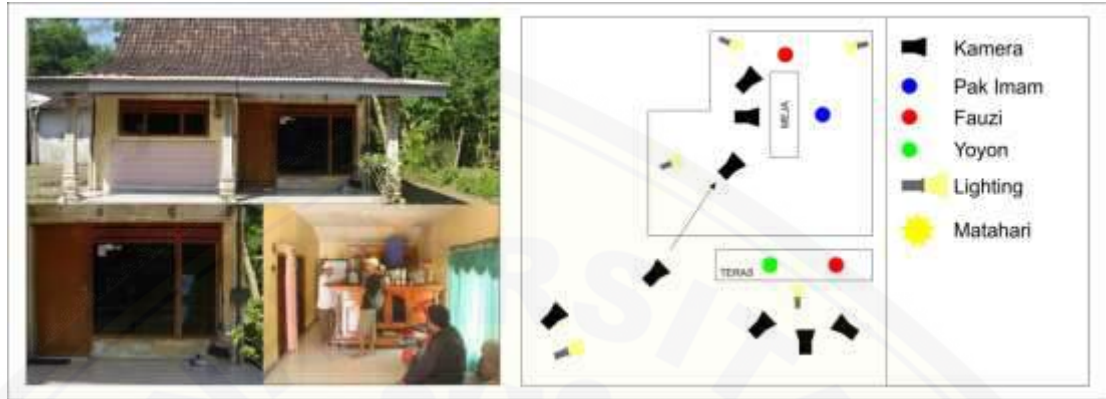 MEJA
TERAS
Kamera
Pak Imam
Fauzi
Yoyon
Lighting
Matahari